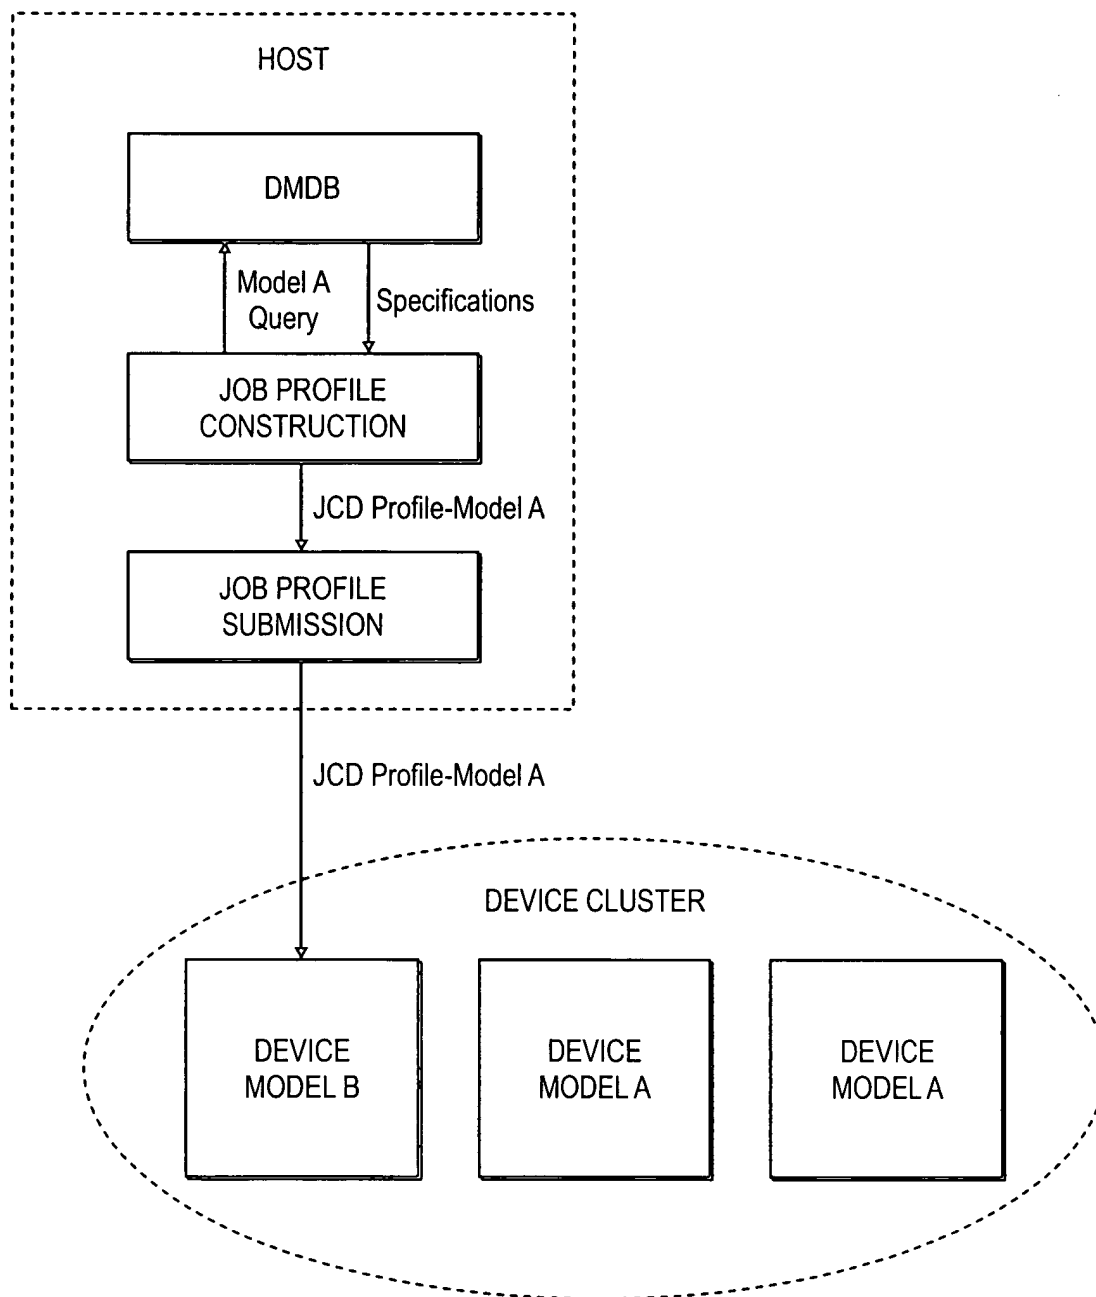 HOST
DMDB
Model A
Query
Specifications
JOB PROFILE
CONSTRUCTION
JCD Profile-Model A
JOB PROFILE
SUBMISSION
JCD Profile-Model A
DEVICE CLUSTER
DEVICE
MODEL B
DEVICE
MODEL A
DEVICE
MODEL A